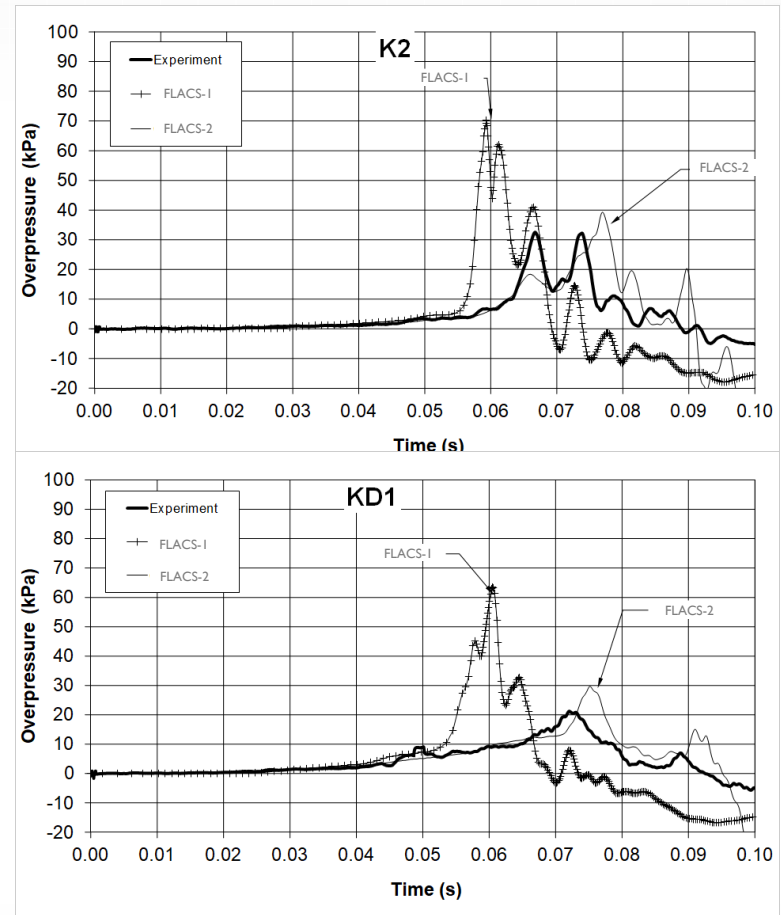 K2
Experiment
FLACS-1
FLACS-2
FLACS-1
FLACS-2
Overpressure (kPa)
100
90
80
70
60
50
40
30
20
10
0
-10
-20
0.00 0.01 0.02 0.03 0.04 0.05 0.06 0.07 0.08 0.09 0.10
Time (s)
KD1
Experiment
FLACS-1
FLACS-2
FLACS-1
FLACS-2
Overpressure (kPa)
100
90
80
70
60
50
40
30
20
10
0
-10
-20
0.00 0.01 0.02 0.03 0.04 0.05 0.06 0.07 0.08 0.09 0.10
Time (s)